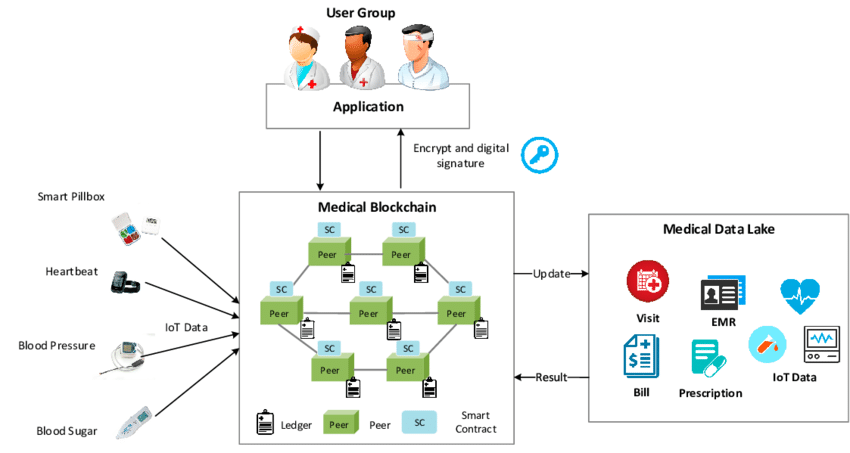 User Group
Application
Encrypt and digital
signature
Smart Pillbox
Heartbeat
Blood Pressure
Blood Sugar
IoT Data
Medical Blockchain
SC
SC
Peer
Peer
SC
SC
SC
Peer
Peer
Peer
SC
SC
Peer
Peer
Ledger
Peer
Peer
SC
Smart
Contract
Update
Result
Medical Data Lake
Visit
EMR
Bill
Prescription
IoT Data